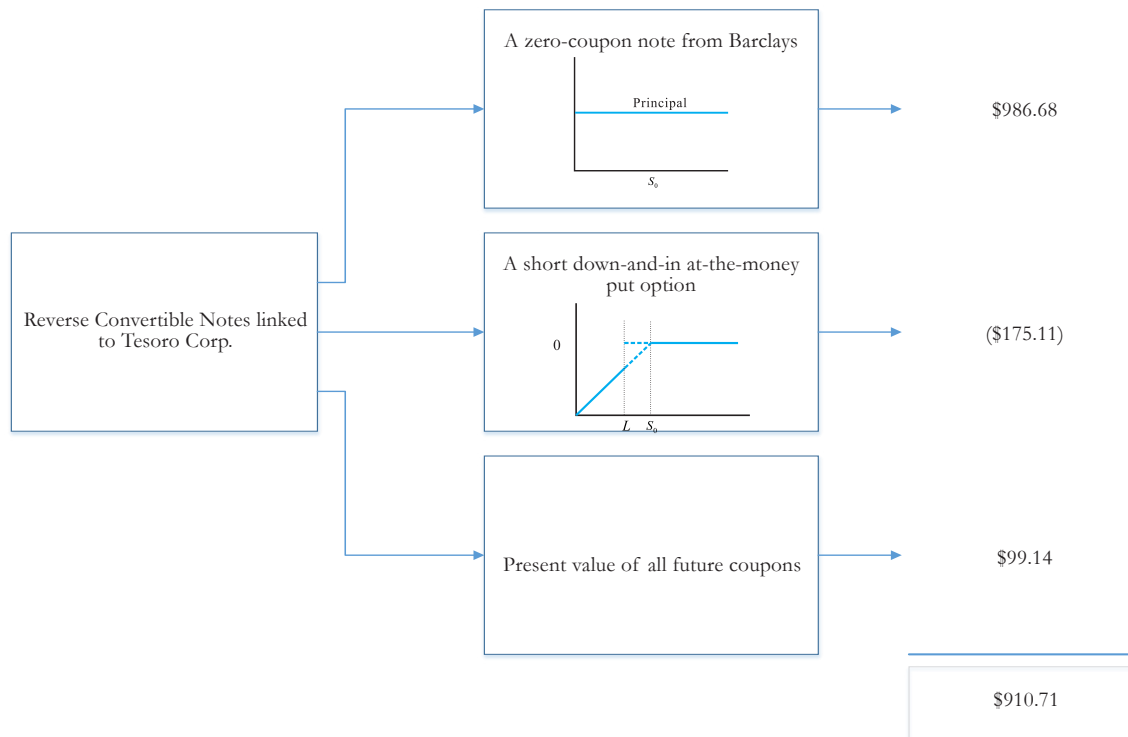 A zero-coupon note from Barclays
Principal
S₀
$986.68
Reverse Convertible Notes linked
to Tesoro Corp.
A short down-and-in at-the-money
put option
0
L S₀
($175.11)
Present value of all future coupons
$99.14
$910.71